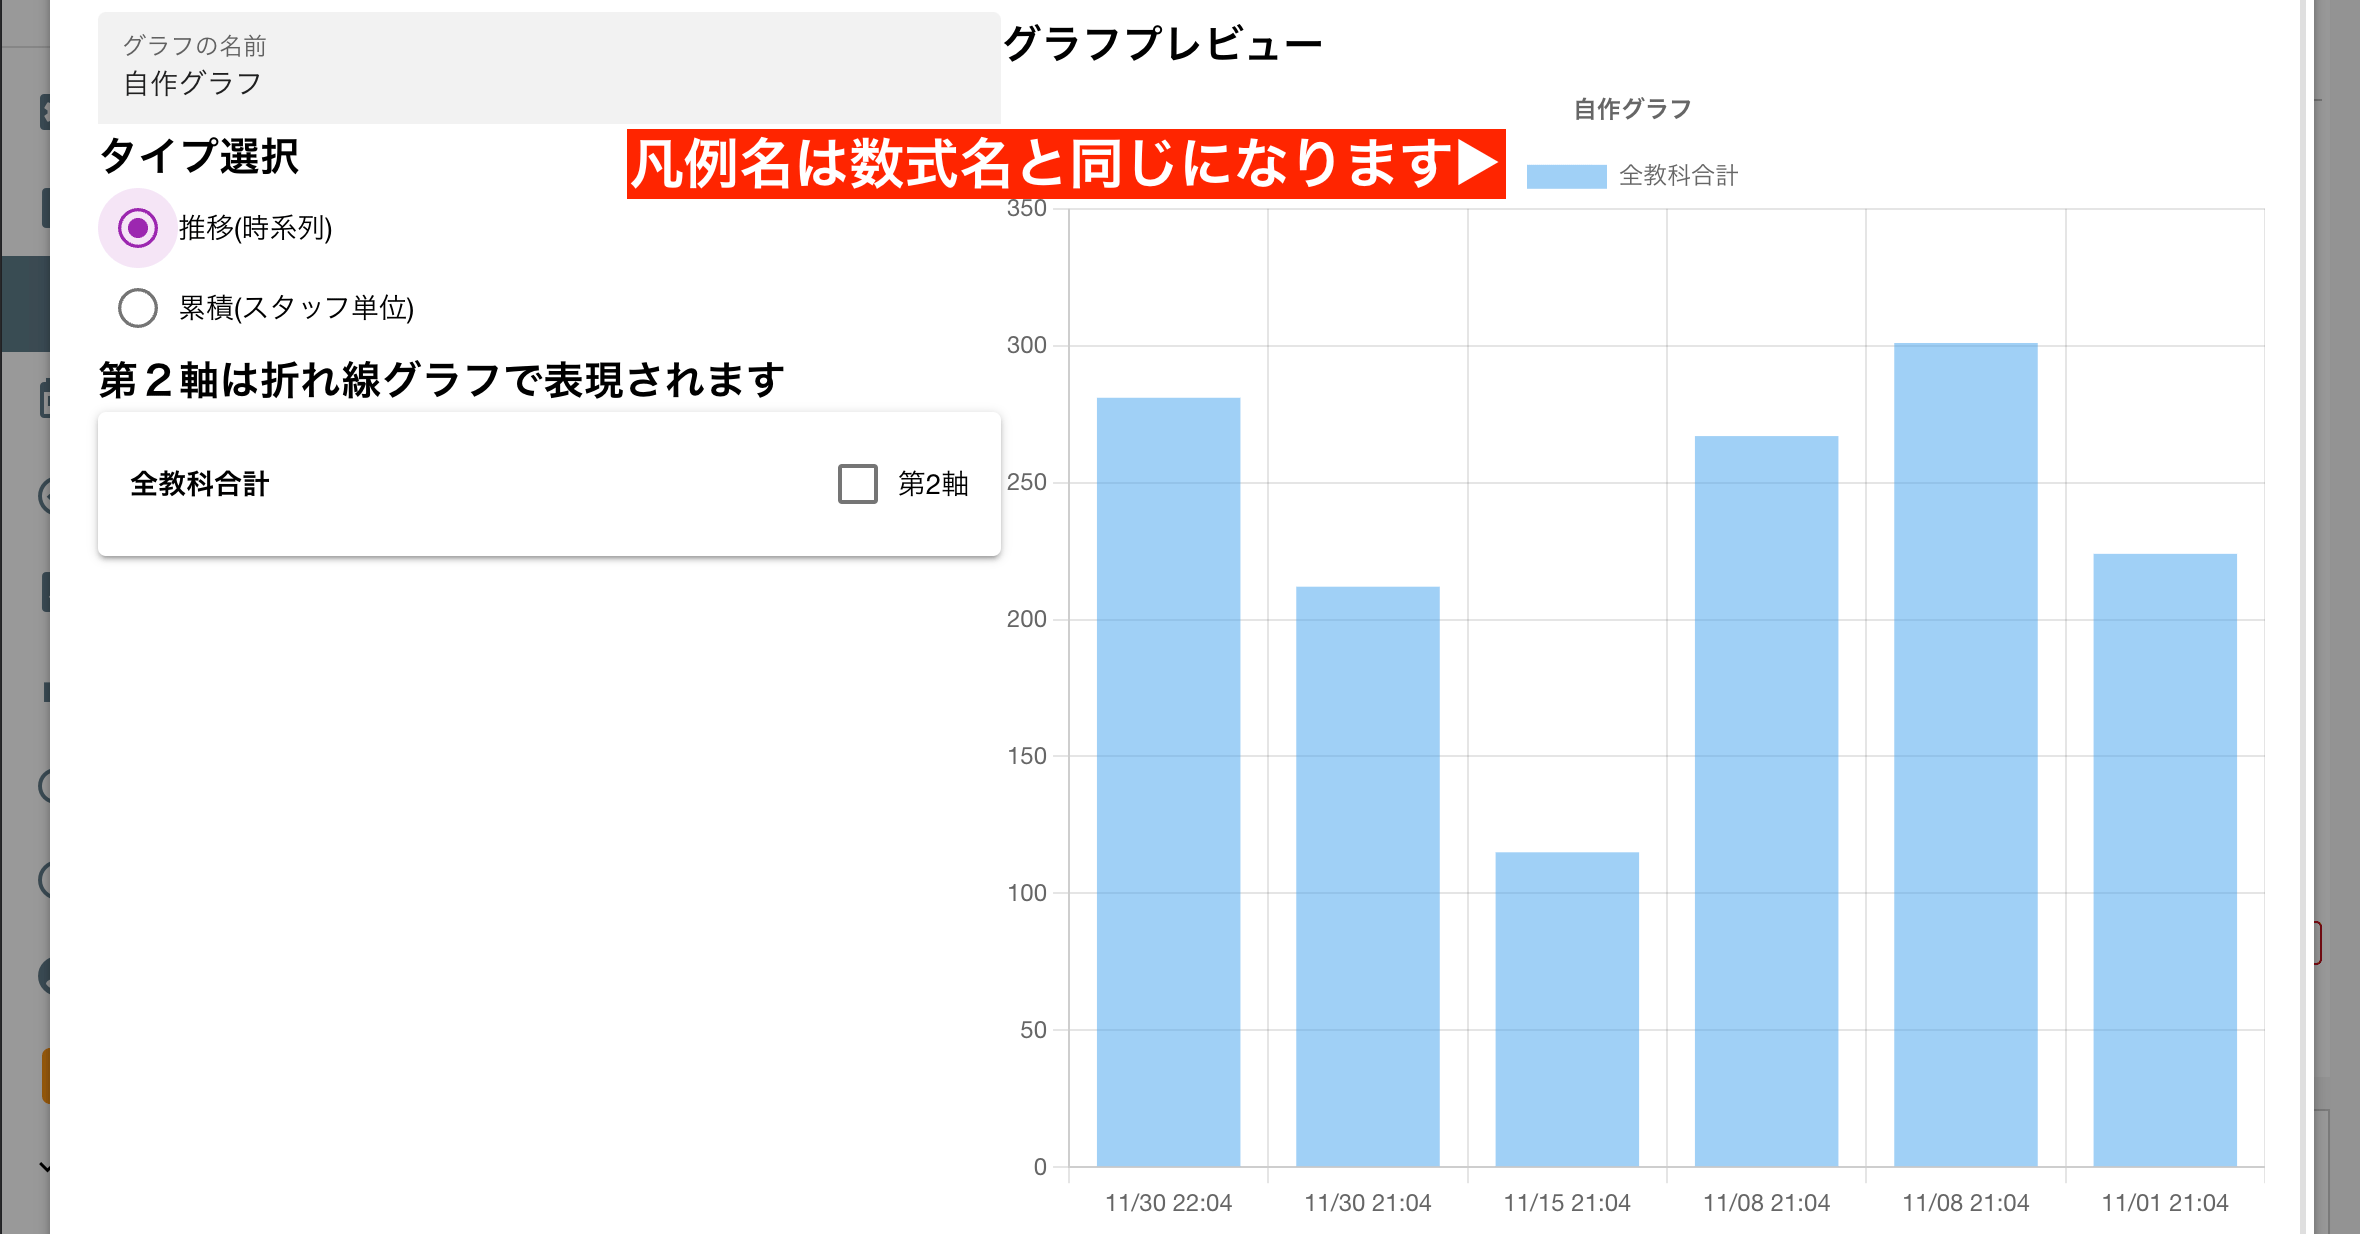 グラフの名前
自作グラフ
タイプ選択
推移(時系列)
累積(スタッフ単位)
第２軸は折れ線グラフで表現されます
全教科合計
第2軸
グラフプレビュー
自作グラフ
凡例名は数式名と同じになります▶
全教科合計
350
300
250
200
150
100
50
0
11/30 22:04
11/30 21:04
11/15 21:04
11/08 21:04
11/08 21:04
11/01 21:04